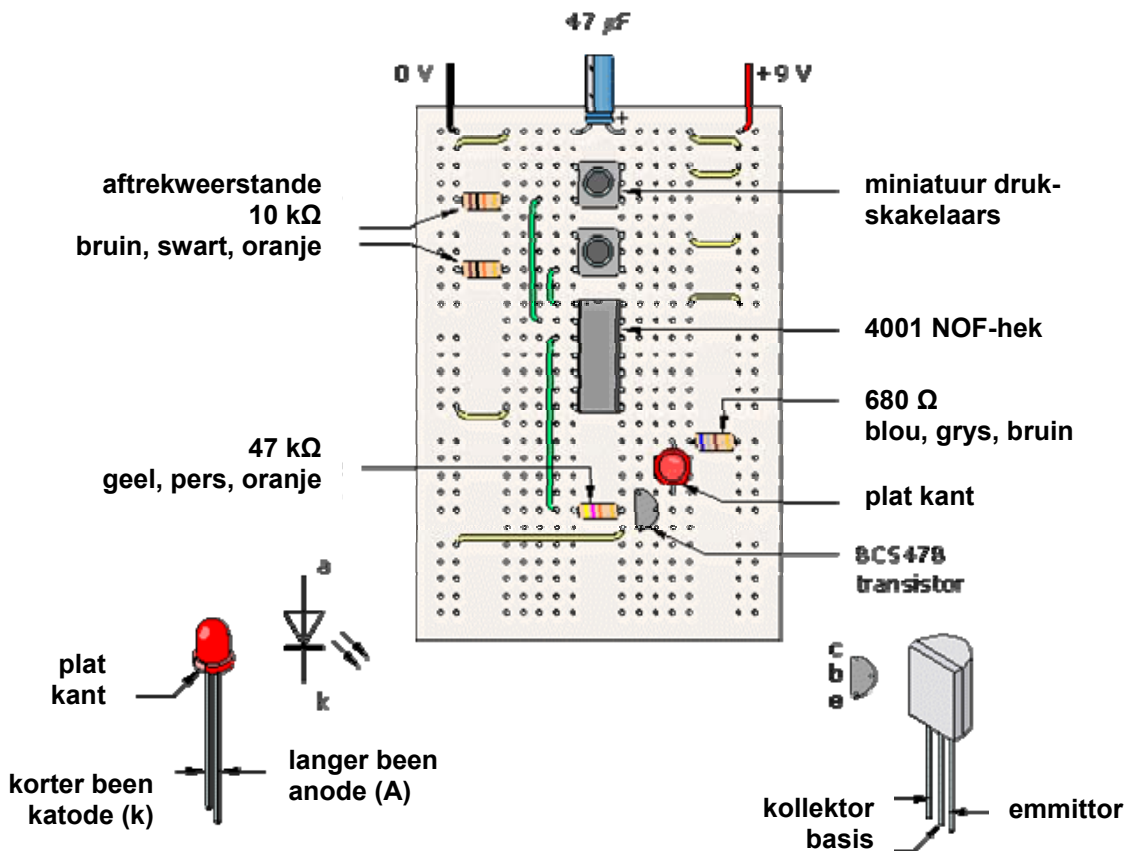 47 µF
0 V
+9 V
aftrekweerstande
10 kΩ
bruin, swart, oranje
miniatuur druk-
skakelaars
4001 NOF-hek
680 Ω
blou, grys, bruin
47 kΩ
geel, pers, oranje
plat kant
BC547B
transistor
+
a
k
plat
kant
korter been
katode (k)
langer been
anode (A)
c
b
e
kollektor
basis
emmittor